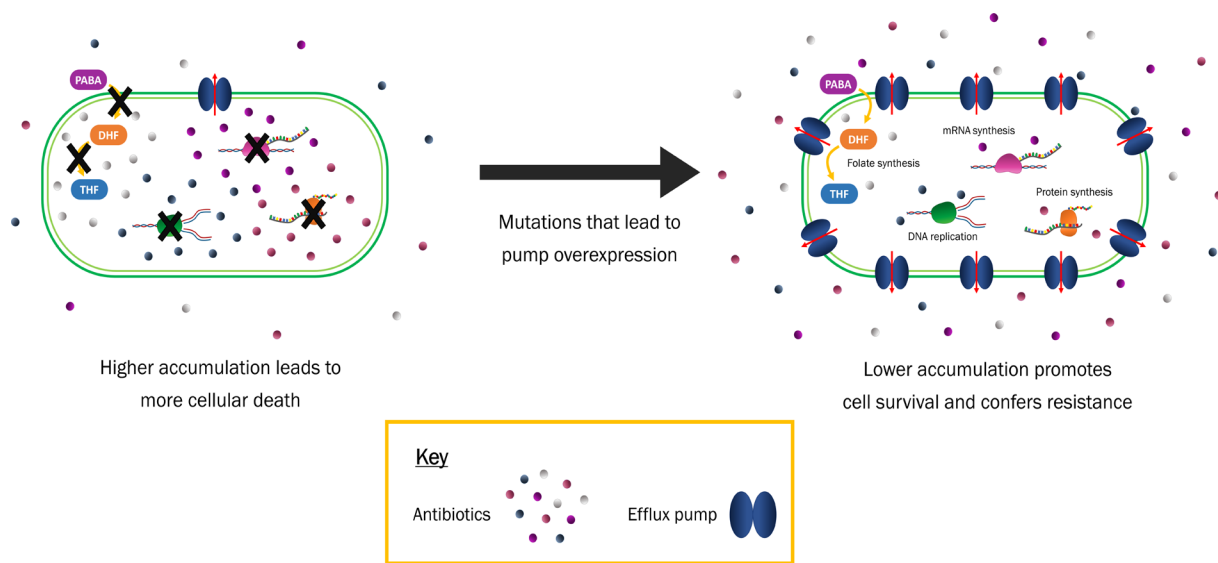 PABA
DHF
THF
Higher accumulation leads to
more cellular death
Mutations that lead to
pump overexpression
PABA
DHF
mRNA synthesis
Folate synthesis
THF
Protein synthesis
DNA replication
Lower accumulation promotes
cell survival and confers resistance
Key
Antibiotics
Efflux pump